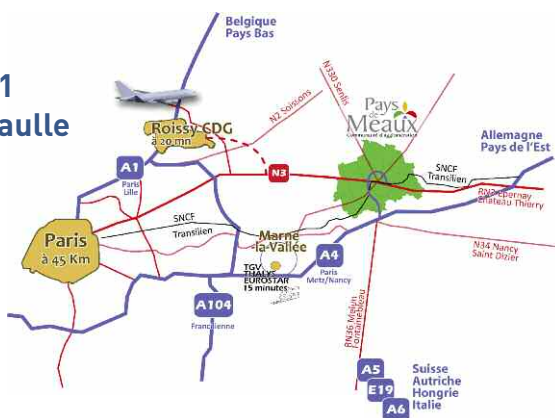 Belgique
Pays Bas
1
aulle
Roissy CDG
à 20 mn
N2 Soissons
N330 Senlis
Pays
de
Meaux
Communauté d'agglomération
Allemagne
Pays de l'Est
A1
Paris
Lille
N3
SNCF
Transilien
RN3 Epernay
Chateau Thierry
SNCF
Transilien
Paris
à 45 Km
Marne
la-Vallée
TGV
THALYS
EUROSTAR
15 minutes
A4
Paris
Metz/Nancy
N34 Nancy
Saint Dizier
A104
Francilienne
RN36 Melun
Fontainebleau
A5
E19
A6
Suisse
Autriche
Hongrie
Italie